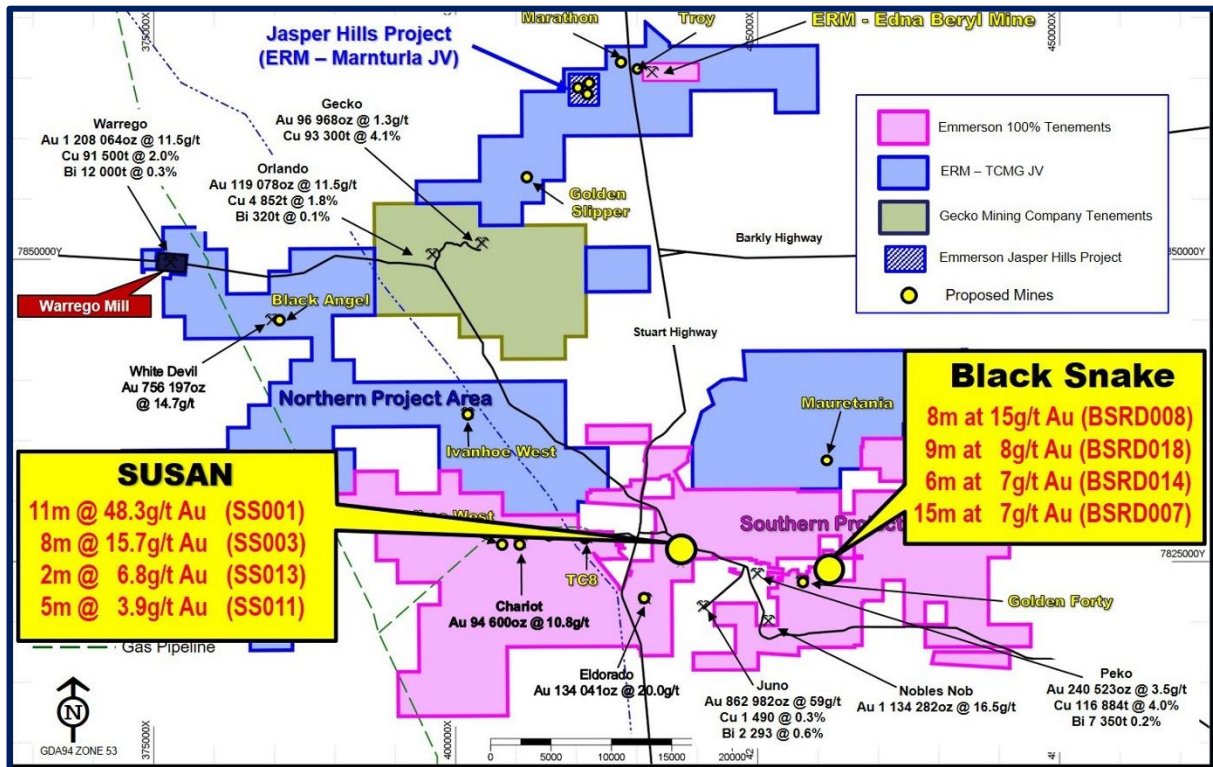 375000X
Marathon
Troy
ERM - Edna Beryl Mine
450000X
Jasper Hills Project
(ERM – Marnturla JV)
Gecko
Au 96 968oz @ 1.3g/t
Cu 93 300t @ 4.1%
Warrego
Au 1 208 064oz @ 11.5g/t
Cu 91 500t @ 2.0%
Bi 12 000t @ 0.3%
Orlando
Au 119 078oz @ 11.5g/t
Cu 4 852t @ 1.8%
Bi 320t @ 0.1%
Golden
Slipper
Emmerson 100% Tenements
ERM – TCMG JV
Gecko Mining Company Tenements
Emmerson Jasper Hills Project
Proposed Mines
7850000Y
Barkly Highway
Warrego Mill
Black Angel
Stuart Highway
White Devil
Au 756 197oz
@ 14.7g/t
Northern Project Area
Ivanhoe West
Mauretania
Black Snake
8m at 15g/t Au (BSRD008)
9m at 8g/t Au (BSRD018)
6m at 7g/t Au (BSRD014)
15m at 7g/t Au (BSRD007)
SUSAN
11m @ 48.3g/t Au (SS001)
8m @ 15.7g/t Au (SS003)
2m @ 6.8g/t Au (SS013)
5m @ 3.9g/t Au (SS011)
West
Southern Project
7825000Y
TC8
Golden Forty
Chariot
Au 94 600oz @ 10.8g/t
Gas Pipeline
Eldorado
Au 134 041oz @ 20.0g/t
Juno
Au 862 982oz @ 59g/t
Cu 1 490 @ 0.3%
Bi 2 293 @ 0.6%
Nobles Nob
Au 1 134 282oz @ 16.5g/t
Peko
Au 240 523oz @ 3.5g/t
Cu 116 884t @ 4.0%
Bi 7 350t 0.2%
N
GDA94 ZONE 53
375000X
400000X
0 5000 10000 15000 20000